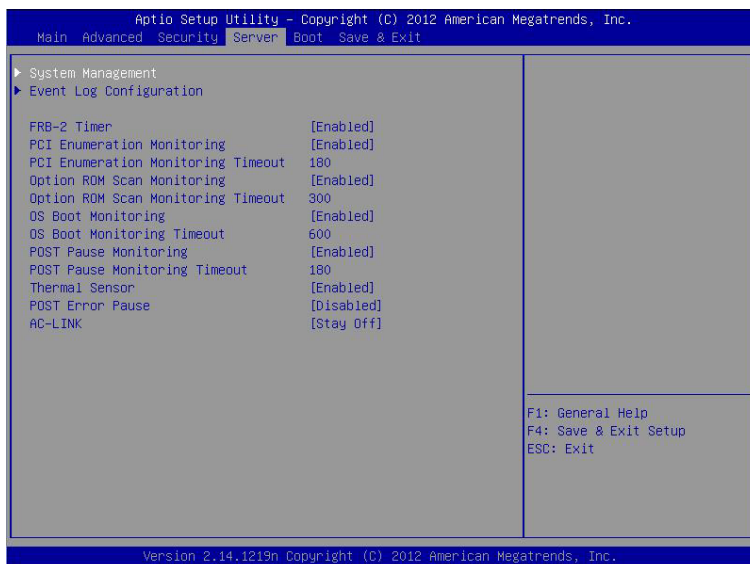 Aptio Setup Utility – Copyright (C) 2012 American Megatrends, Inc.
Main Advanced Security Server Boot Save & Exit
▶ System Management
▶ Event Log Configuration
FRB-2 Timer [Enabled]
PCI Enumeration Monitoring [Enabled]
PCI Enumeration Monitoring Timeout 180
Option ROM Scan Monitoring [Enabled]
Option ROM Scan Monitoring Timeout 300
OS Boot Monitoring [Enabled]
OS Boot Monitoring Timeout 600
POST Pause Monitoring [Enabled]
POST Pause Monitoring Timeout 180
Thermal Sensor [Enabled]
POST Error Pause [Disabled]
AC-LINK [Stay Off]
F1: General Help
F4: Save & Exit Setup
ESC: Exit
Version 2.14.1219n Copyright (C) 2012 American Megatrends, Inc.